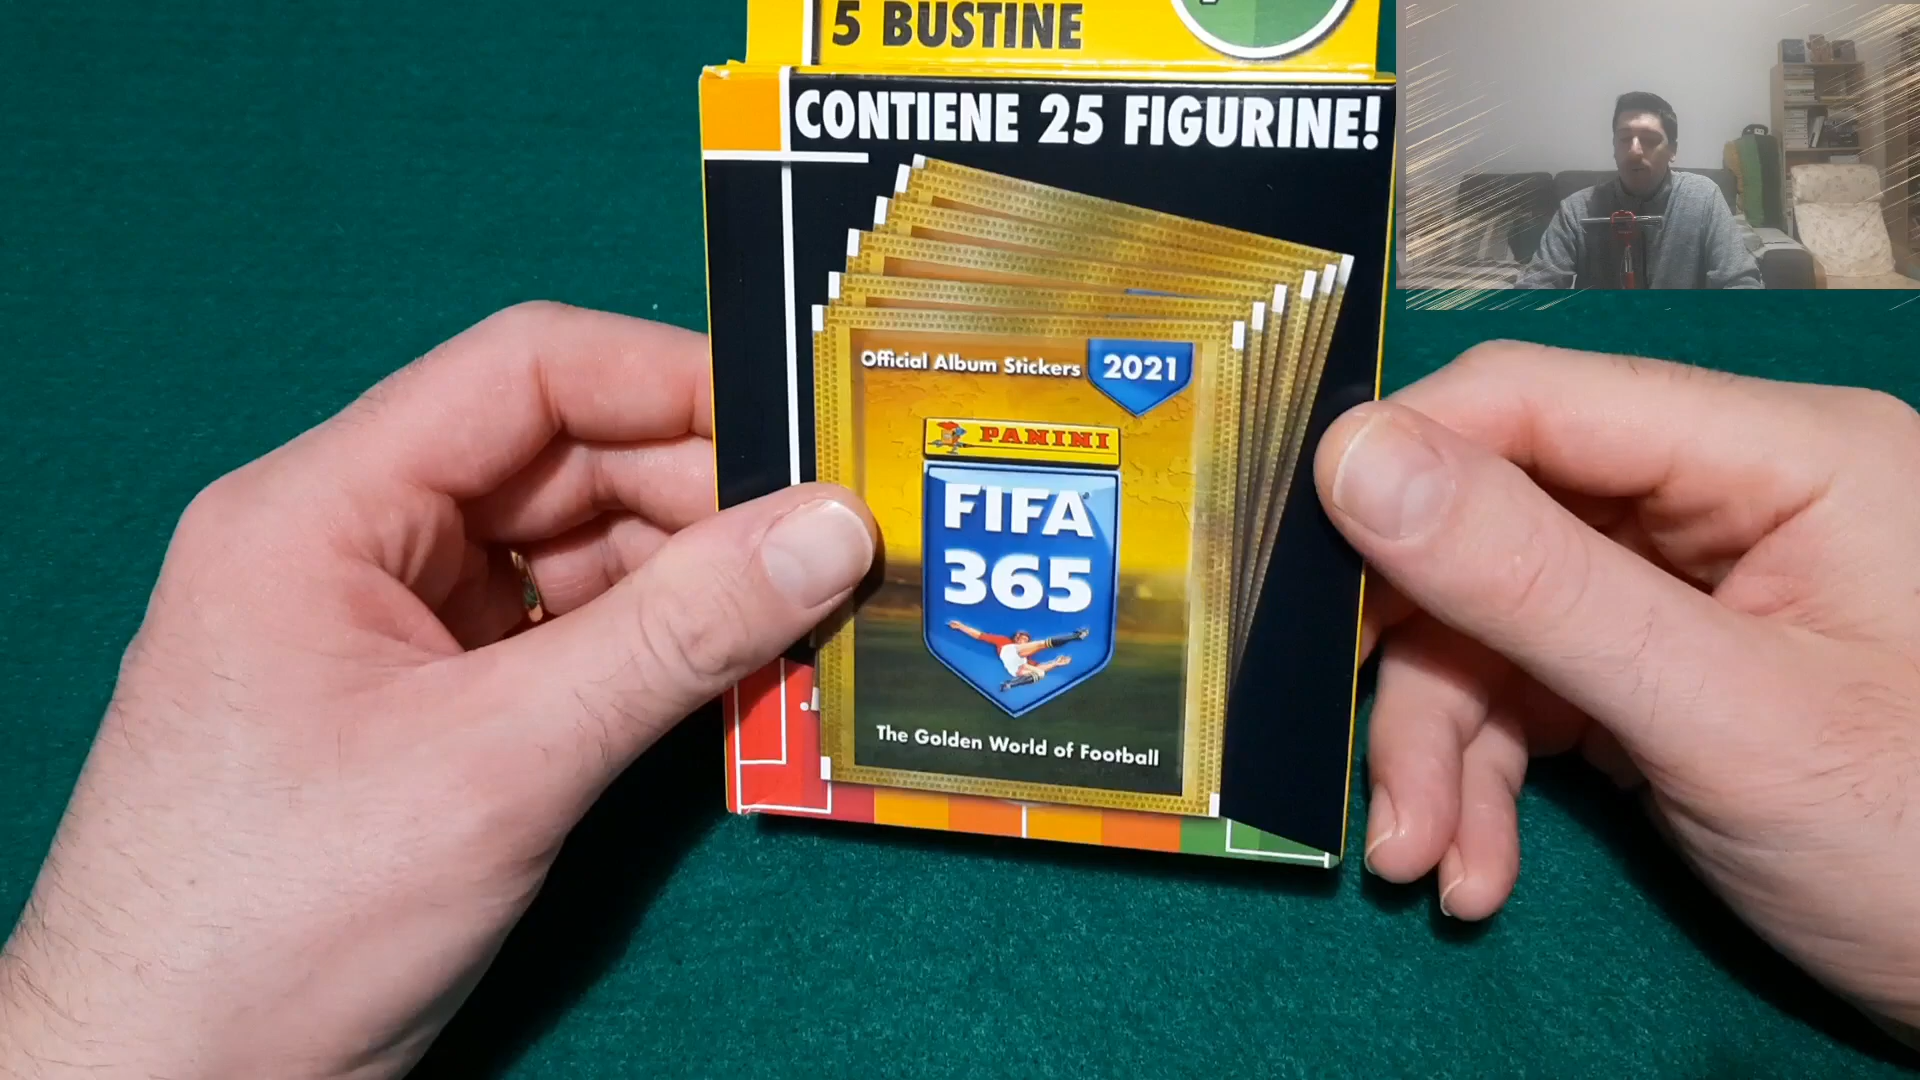 5 BUSTINE
CONTIENE 25 FIGURINE!
Official Album Stickers 2021
PANINI
FIFA
365
The Golden World of Football